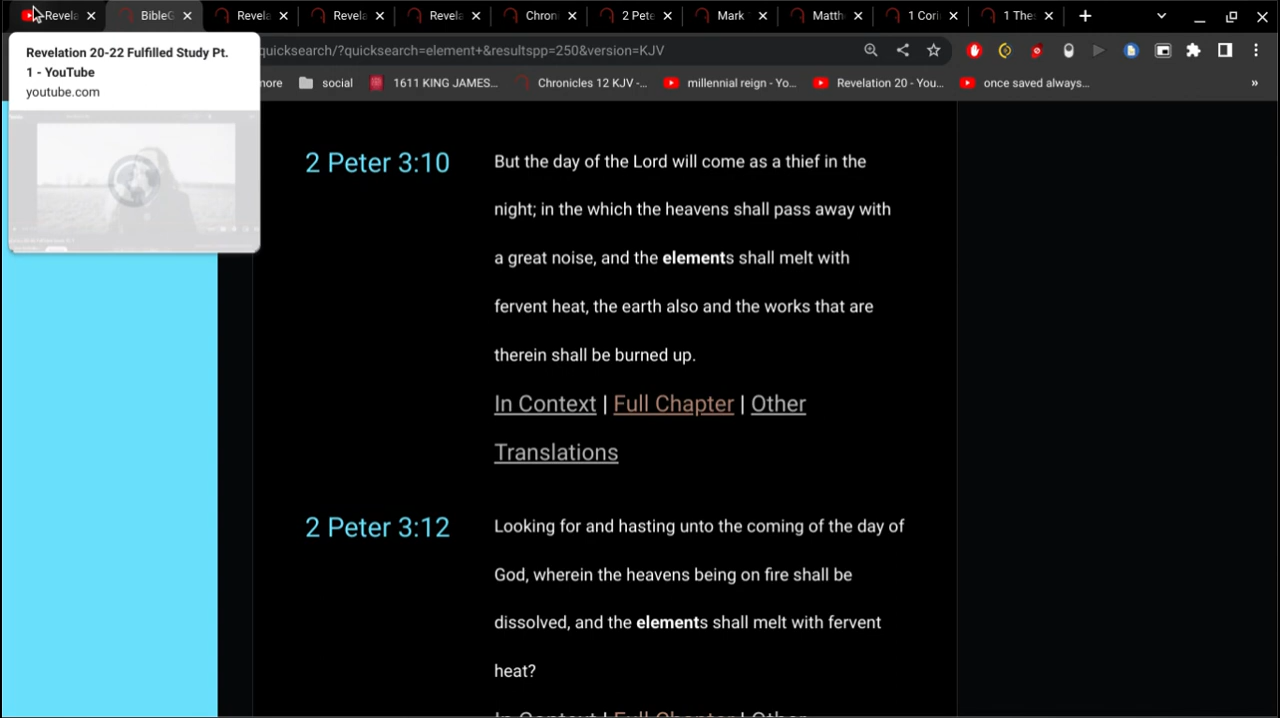 Revela
BibleG
Revela
Revela
Revela
Chron
2 Pete
Mark
Matth
1 Cori
1 Thes
Revelation 20-22 Fulfilled Study Pt.
1 - YouTube
youtube.com
quicksearch/?quicksearch=element+&resultspp=250&version=KJV
more
social
1611 KING JAMES...
Chronicles 12 KJV -...
millennial reign - Yo...
Revelation 20 - You...
once saved always...
»
2 Peter 3:10
But the day of the Lord will come as a thief in the
night; in the which the heavens shall pass away with
a great noise, and the elements shall melt with
fervent heat, the earth also and the works that are
therein shall be burned up.
In Context | Full Chapter | Other
Translations
2 Peter 3:12
Looking for and hasting unto the coming of the day of
God, wherein the heavens being on fire shall be
dissolved, and the elements shall melt with fervent
heat?
In Context | Full Chapter | Other